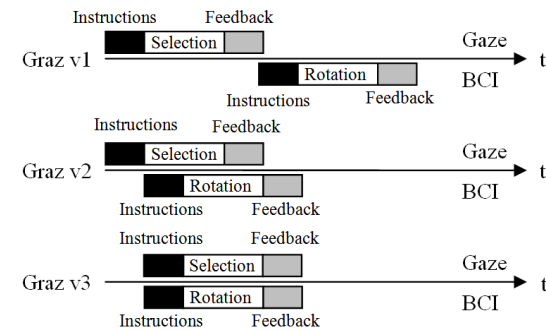 Instructions Feedback
Selection Gaze
Graz v1 t
Rotation BCI
Instructions Feedback
Instructions Feedback
Selection Gaze
Graz v2 t
Rotation BCI
Instructions Feedback
Instructions Feedback
Selection Gaze
Graz v3 t
Rotation BCI
Instructions Feedback